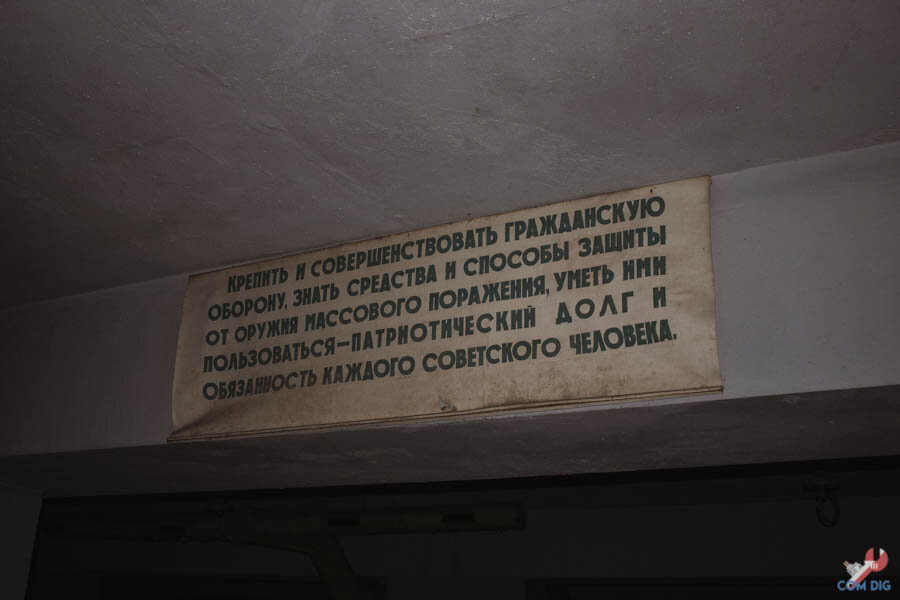 КРЕПИТЬ И СОВЕРШЕНСТВОВАТЬ ГРАЖДАНСКУЮ
ОБОРОНУ, ЗНАТЬ СРЕДСТВА И СПОСОБЫ ЗАЩИТЫ
ОТ ОРУЖИЯ МАССОВОГО ПОРАЖЕНИЯ, УМЕТЬ ИМИ
ПОЛЬЗОВАТЬСЯ—ПАТРИОТИЧЕСКИЙ ДОЛГ И
ОБЯЗАННОСТЬ КАЖДОГО СОВЕТСКОГО ЧЕЛОВЕКА.
COM DIG